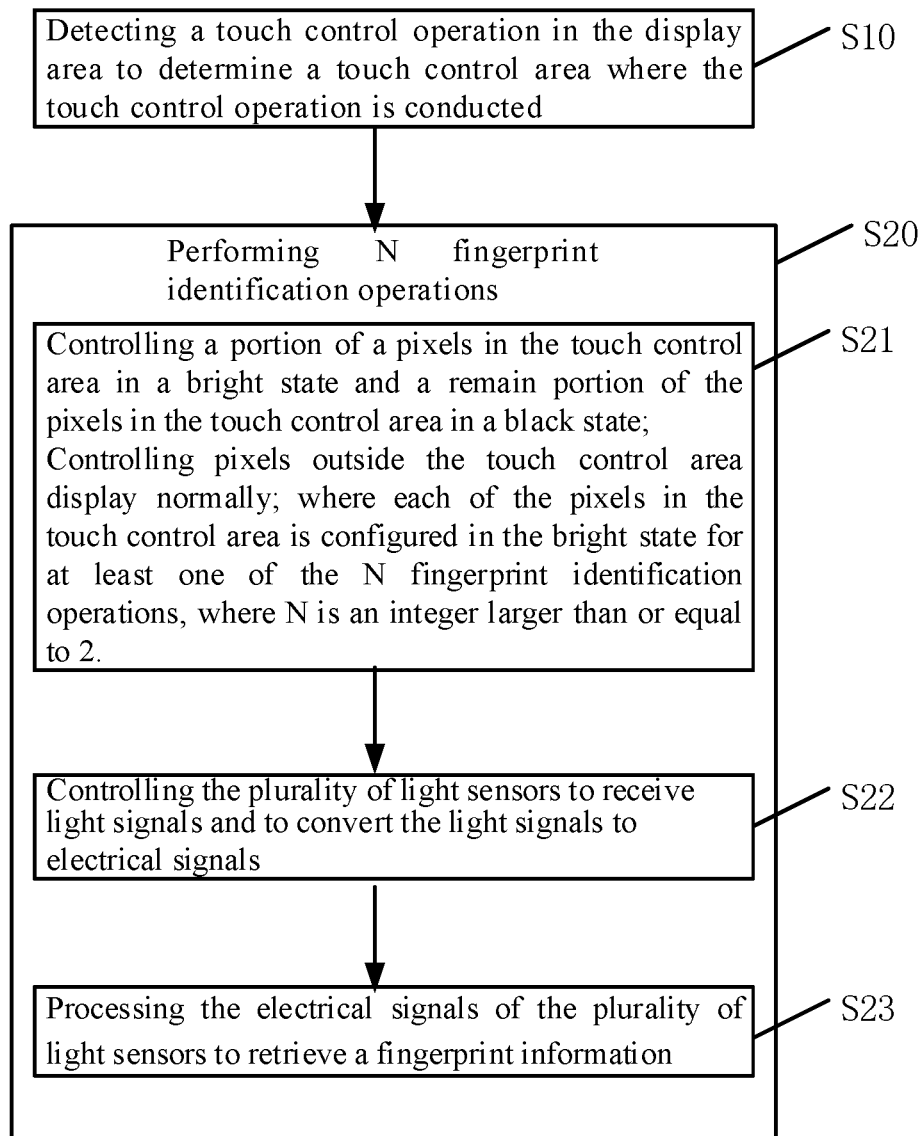 Detecting a touch control operation in the display
area to determine a touch control area where the
touch control operation is conducted
S10
S20
Performing N fingerprint
identification operations
S21
Controlling a portion of a pixels in the touch control
area in a bright state and a remain portion of the
pixels in the touch control area in a black state;
Controlling pixels outside the touch control area
display normally; where each of the pixels in the
touch control area is configured in the bright state for
at least one of the N fingerprint identification
operations, where N is an integer larger than or equal
to 2.
Controlling the plurality of light sensors to receive
light signals and to convert the light signals to
electrical signals
S22
Processing the electrical signals of the plurality of
light sensors to retrieve a fingerprint information
S23